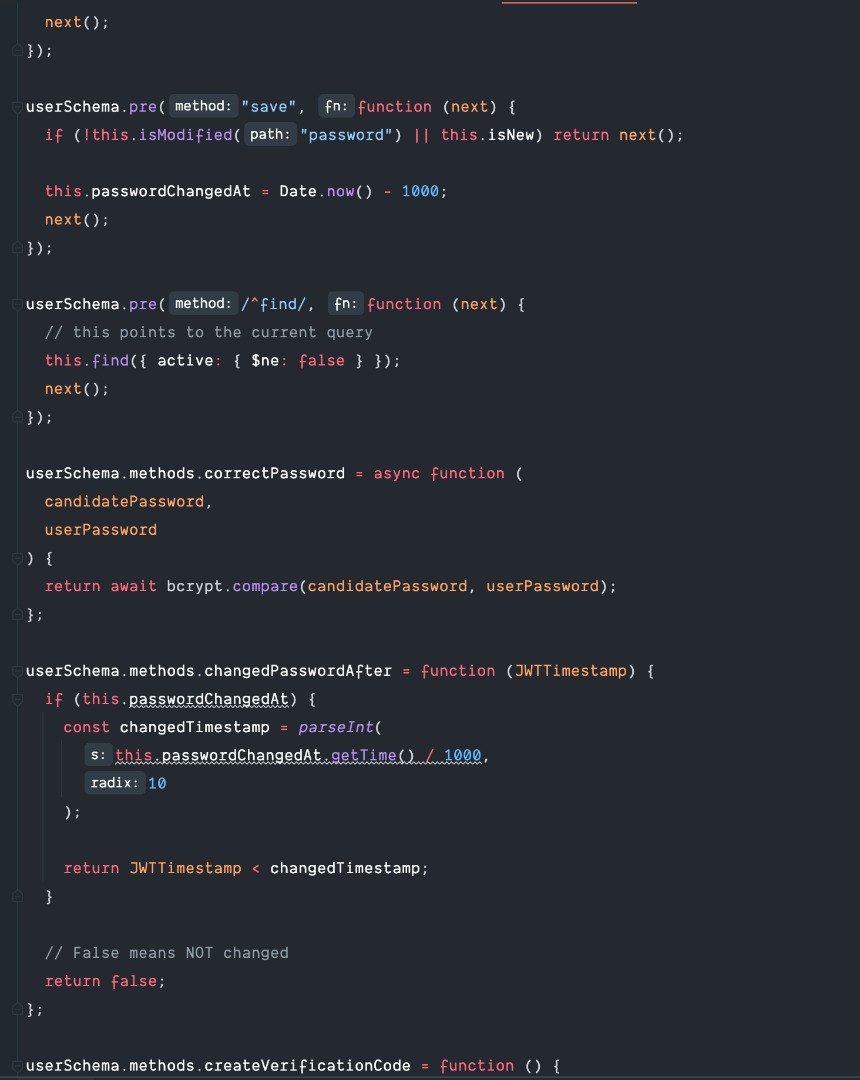 next();
});
userSchema.pre( method: "save", fn: function (next) {
if (!this.isModified( path: "password") || this.isNew) return next();
this.passwordChangedAt = Date.now() - 1000;
next();
});
userSchema.pre( method: /^find/, fn: function (next) {
// this points to the current query
this.find({ active: { $ne: false } });
next();
});
userSchema.methods.correctPassword = async function (
candidatePassword,
userPassword
) {
return await bcrypt.compare(candidatePassword, userPassword);
};
userSchema.methods.changedPasswordAfter = function (JWTTimestamp) {
if (this.passwordChangedAt) {
const changedTimestamp = parseInt(
s: this.passwordChangedAt.getTime() / 1000,
radix: 10
);
return JWTTimestamp < changedTimestamp;
}
// False means NOT changed
return false;
};
userSchema.methods.createVerificationCode = function () {